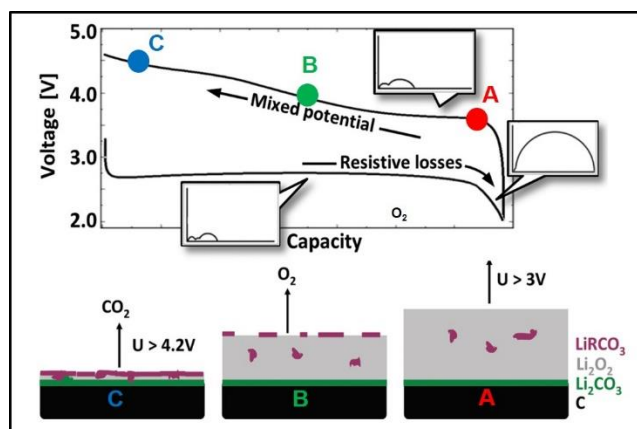 5.0
4.0
3.0
2.0
Voltage [V]
C
B
A
Mixed potential
Resistive losses
O2
Capacity
CO2
U > 4.2V
O2
U > 3V
C
B
A
LiRCO3
Li2O2
Li2CO3
C